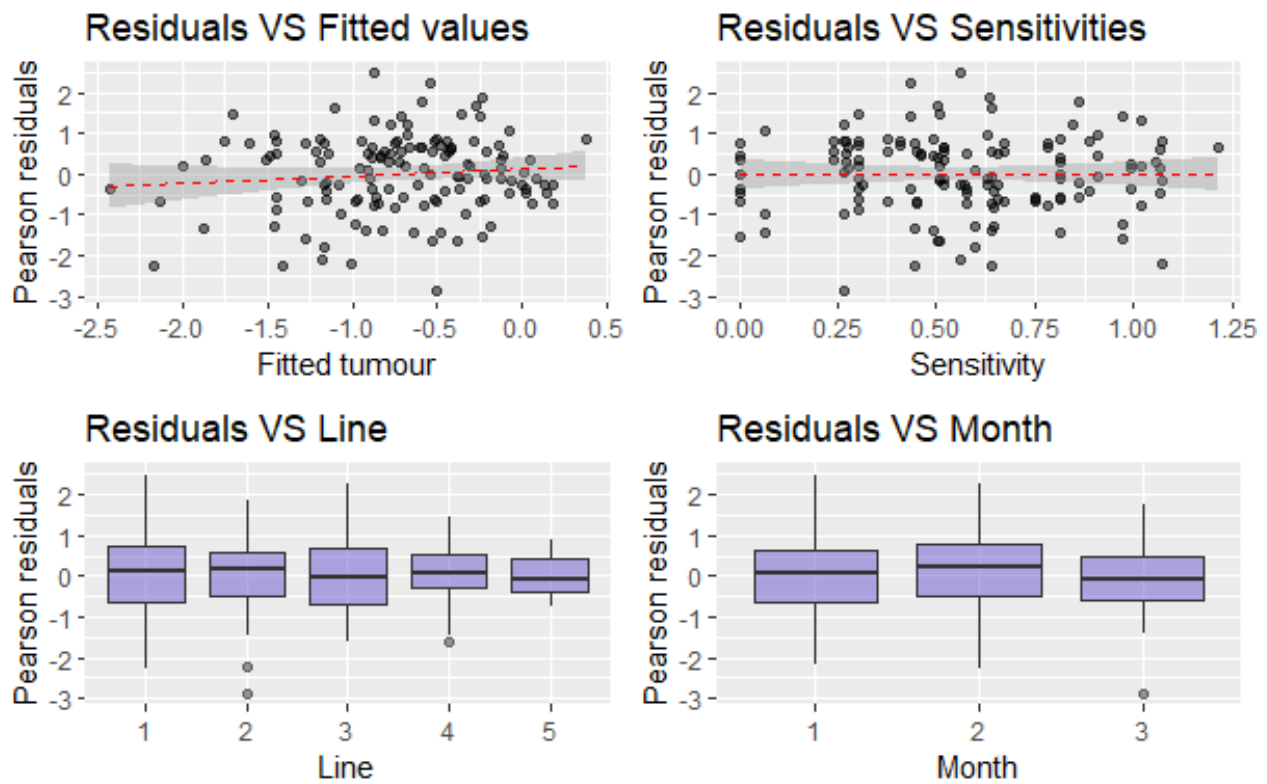 Residuals VS Fitted values
Pearson residuals
2
1
0
-1
-2
-3
-2.5 -2.0 -1.5 -1.0 -0.5 0.0 0.5
Fitted tumour
Residuals VS Sensitivities
Pearson residuals
2
1
0
-1
-2
-3
0.00 0.25 0.50 0.75 1.00 1.25
Sensitivity
Residuals VS Line
Pearson residuals
2
1
0
-1
-2
-3
1 2 3 4 5
Line
Residuals VS Month
Pearson residuals
2
1
0
-1
-2
-3
1 2 3
Month